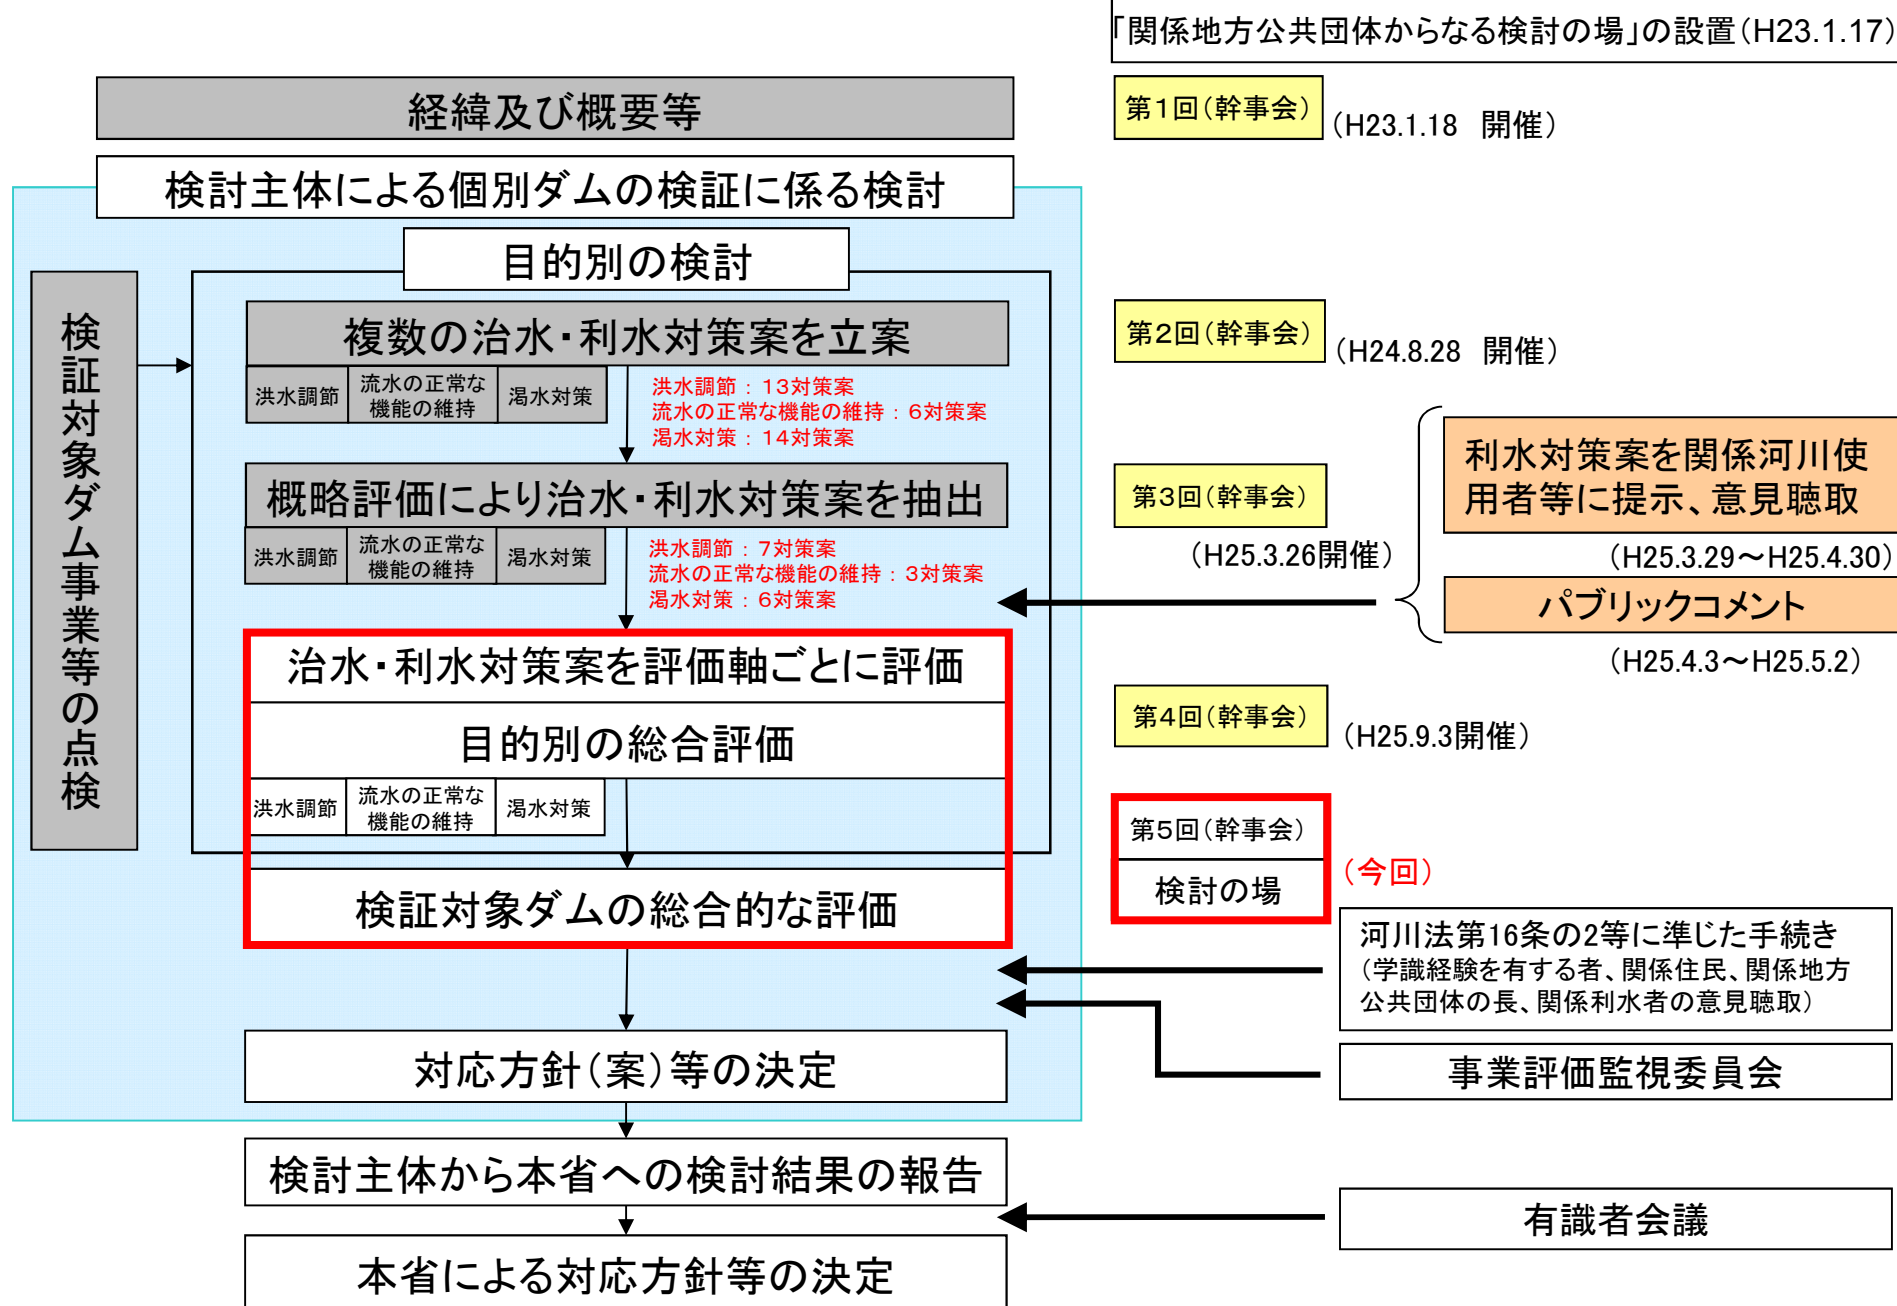 「関係地方公共団体からなる検討の場」の設置(H23.1.17)
経緯及び概要等
第1回(幹事会)
(H23.1.18 開催)
検討主体による個別ダムの検証に係る検討
目的別の検討
検証対象ダム事業等の点検
複数の治水・利水対策案を立案
洪水調節
流水の正常な
機能の維持
渇水対策
洪水調節:13対策案
流水の正常な機能の維持:6対策案
渇水対策:14対策案
第2回(幹事会)
(H24.8.28 開催)
概略評価により治水・利水対策案を抽出
洪水調節
流水の正常な
機能の維持
渇水対策
洪水調節:7対策案
流水の正常な機能の維持:3対策案
渇水対策:6対策案
第3回(幹事会)
(H25.3.26開催)
利水対策案を関係河川使
用者等に提示、意見聴取
(H25.3.29~H25.4.30)
パブリックコメント
(H25.4.3~H25.5.2)
治水・利水対策案を評価軸ごとに評価
目的別の総合評価
洪水調節
流水の正常な
機能の維持
渇水対策
第4回(幹事会)
(H25.9.3開催)
検証対象ダムの総合的な評価
第5回(幹事会)
検討の場
(今回)
河川法第16条の2等に準じた手続き
(学識経験を有する者、関係住民、関係地方
公共団体の長、関係利水者の意見聴取)
事業評価監視委員会
対応方針(案)等の決定
検討主体から本省への検討結果の報告
有識者会議
本省による対応方針等の決定